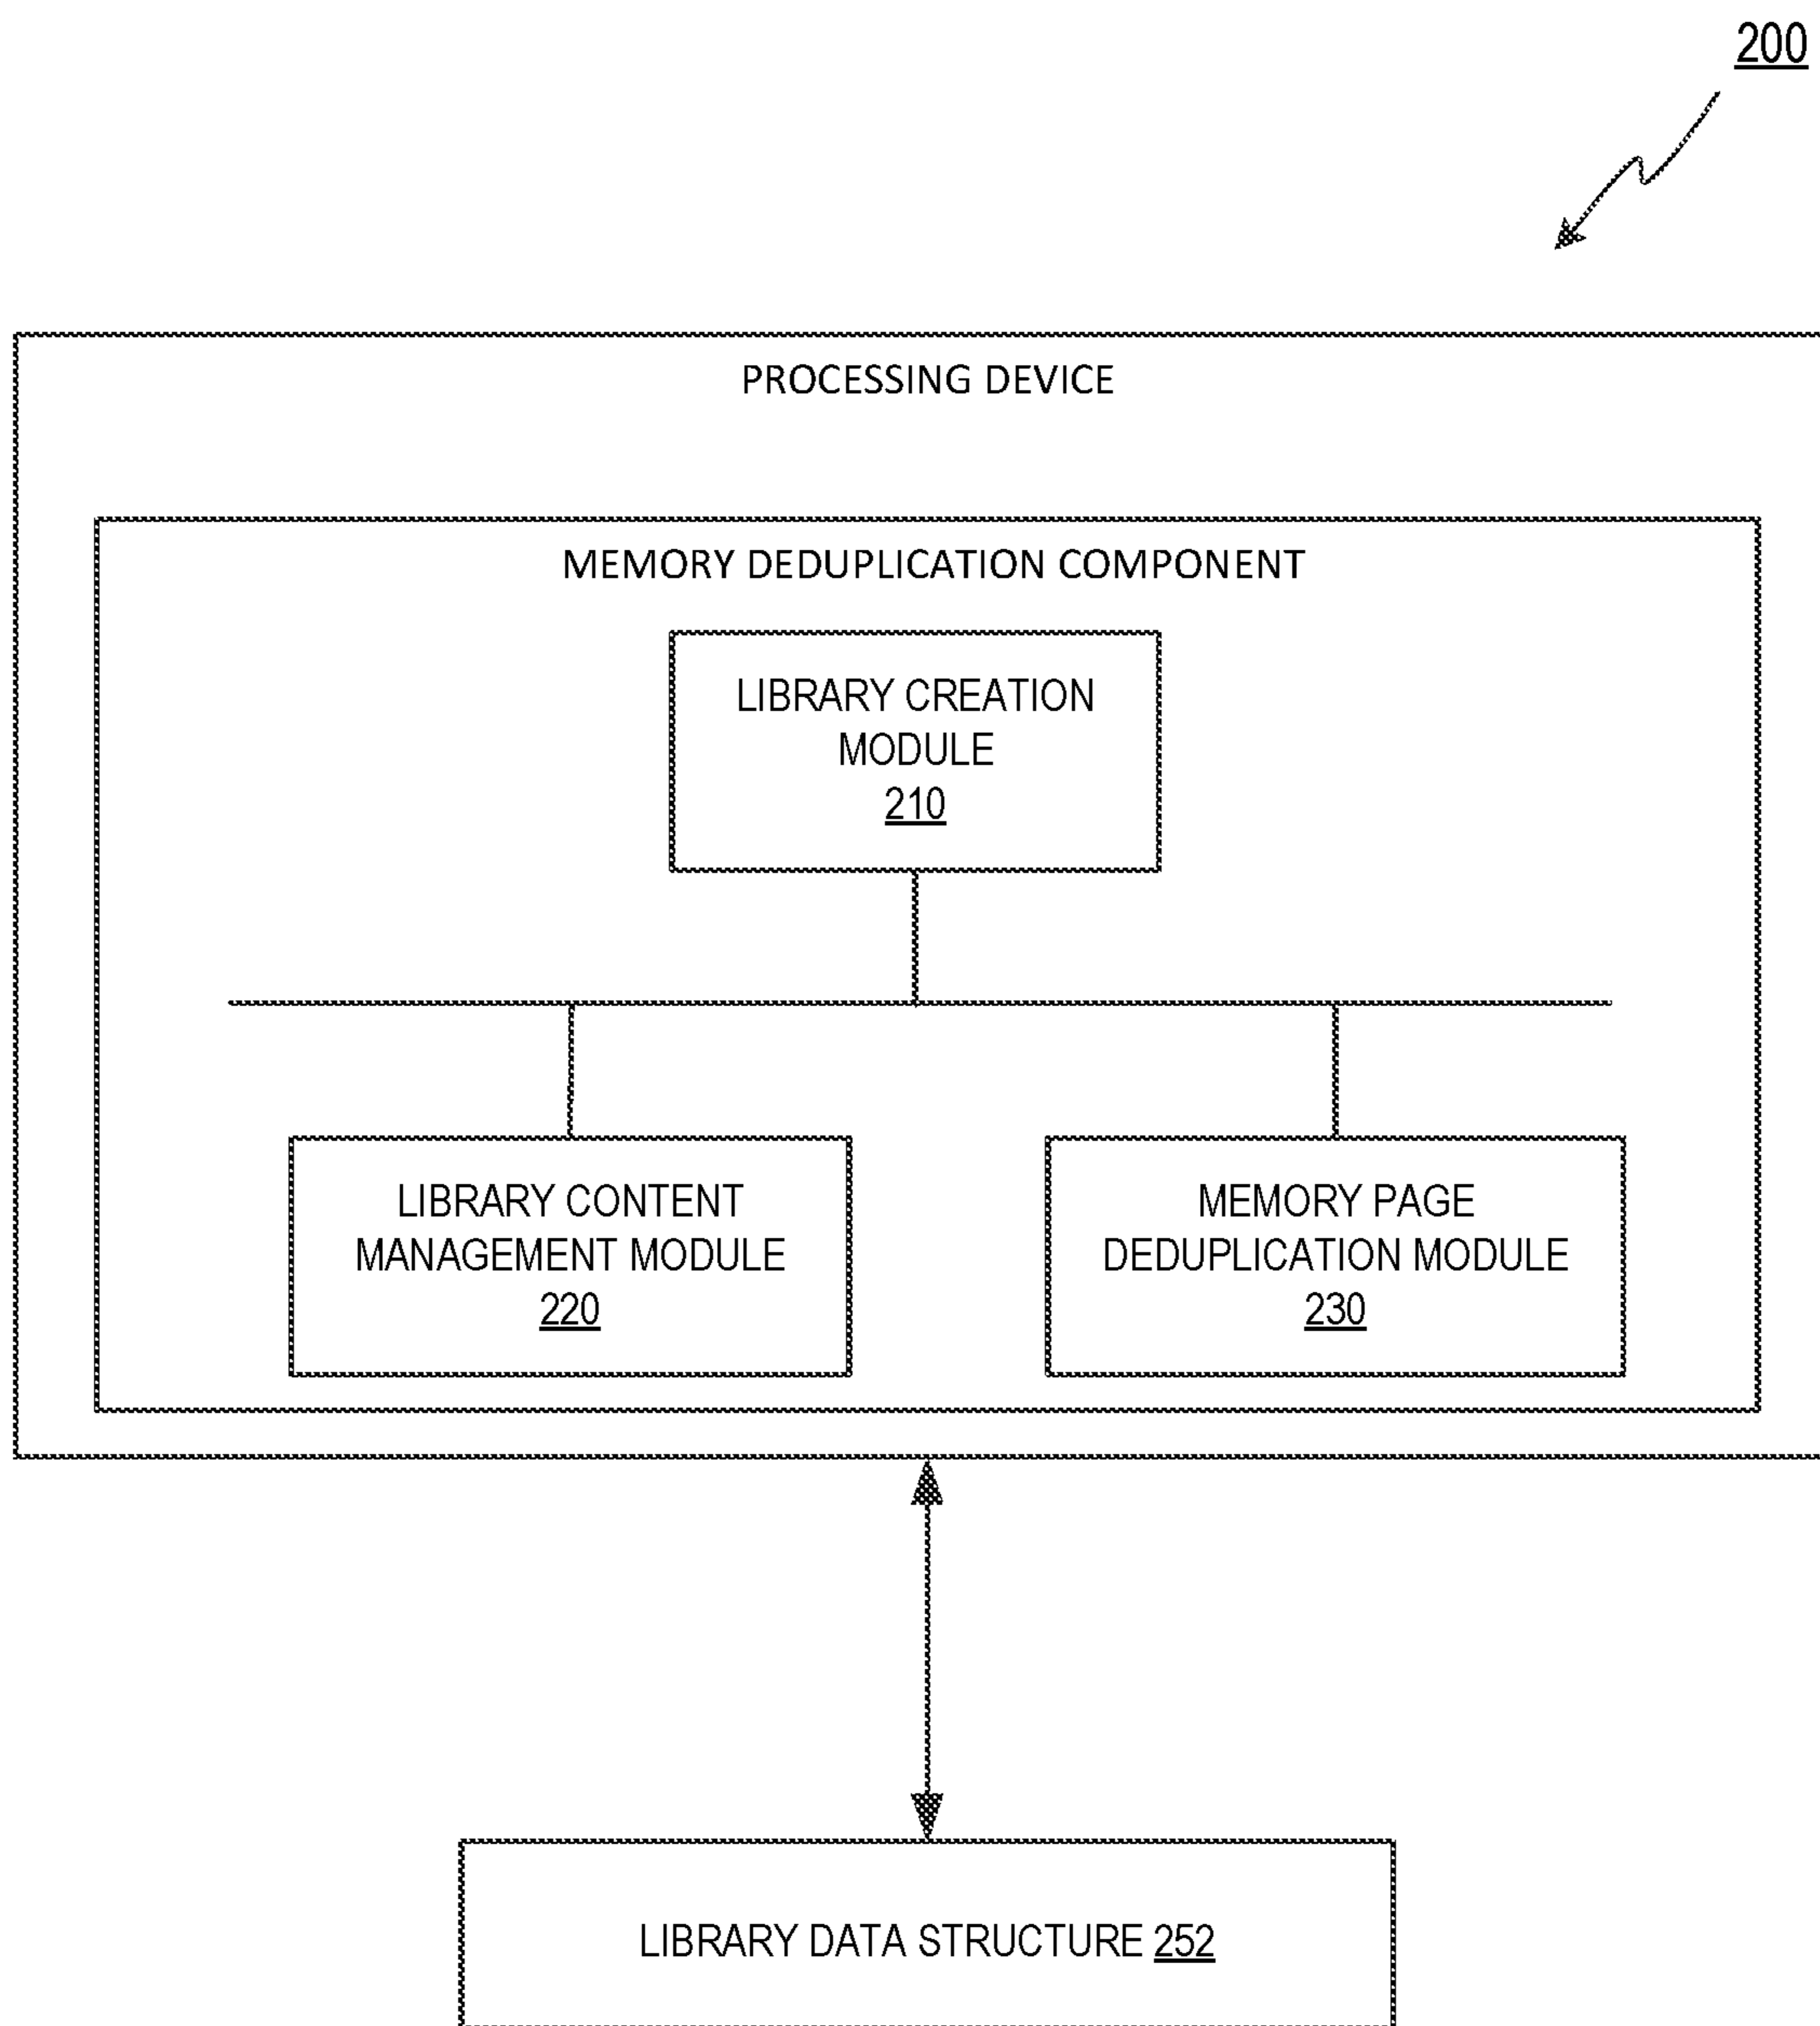 200
PROCESSING DEVICE
MEMORY DEDUPLICATION COMPONENT
LIBRARY CREATION
MODULE
210
LIBRARY CONTENT
MANAGEMENT MODULE
220
MEMORY PAGE
DEDUPLICATION MODULE
230
LIBRARY DATA STRUCTURE 252